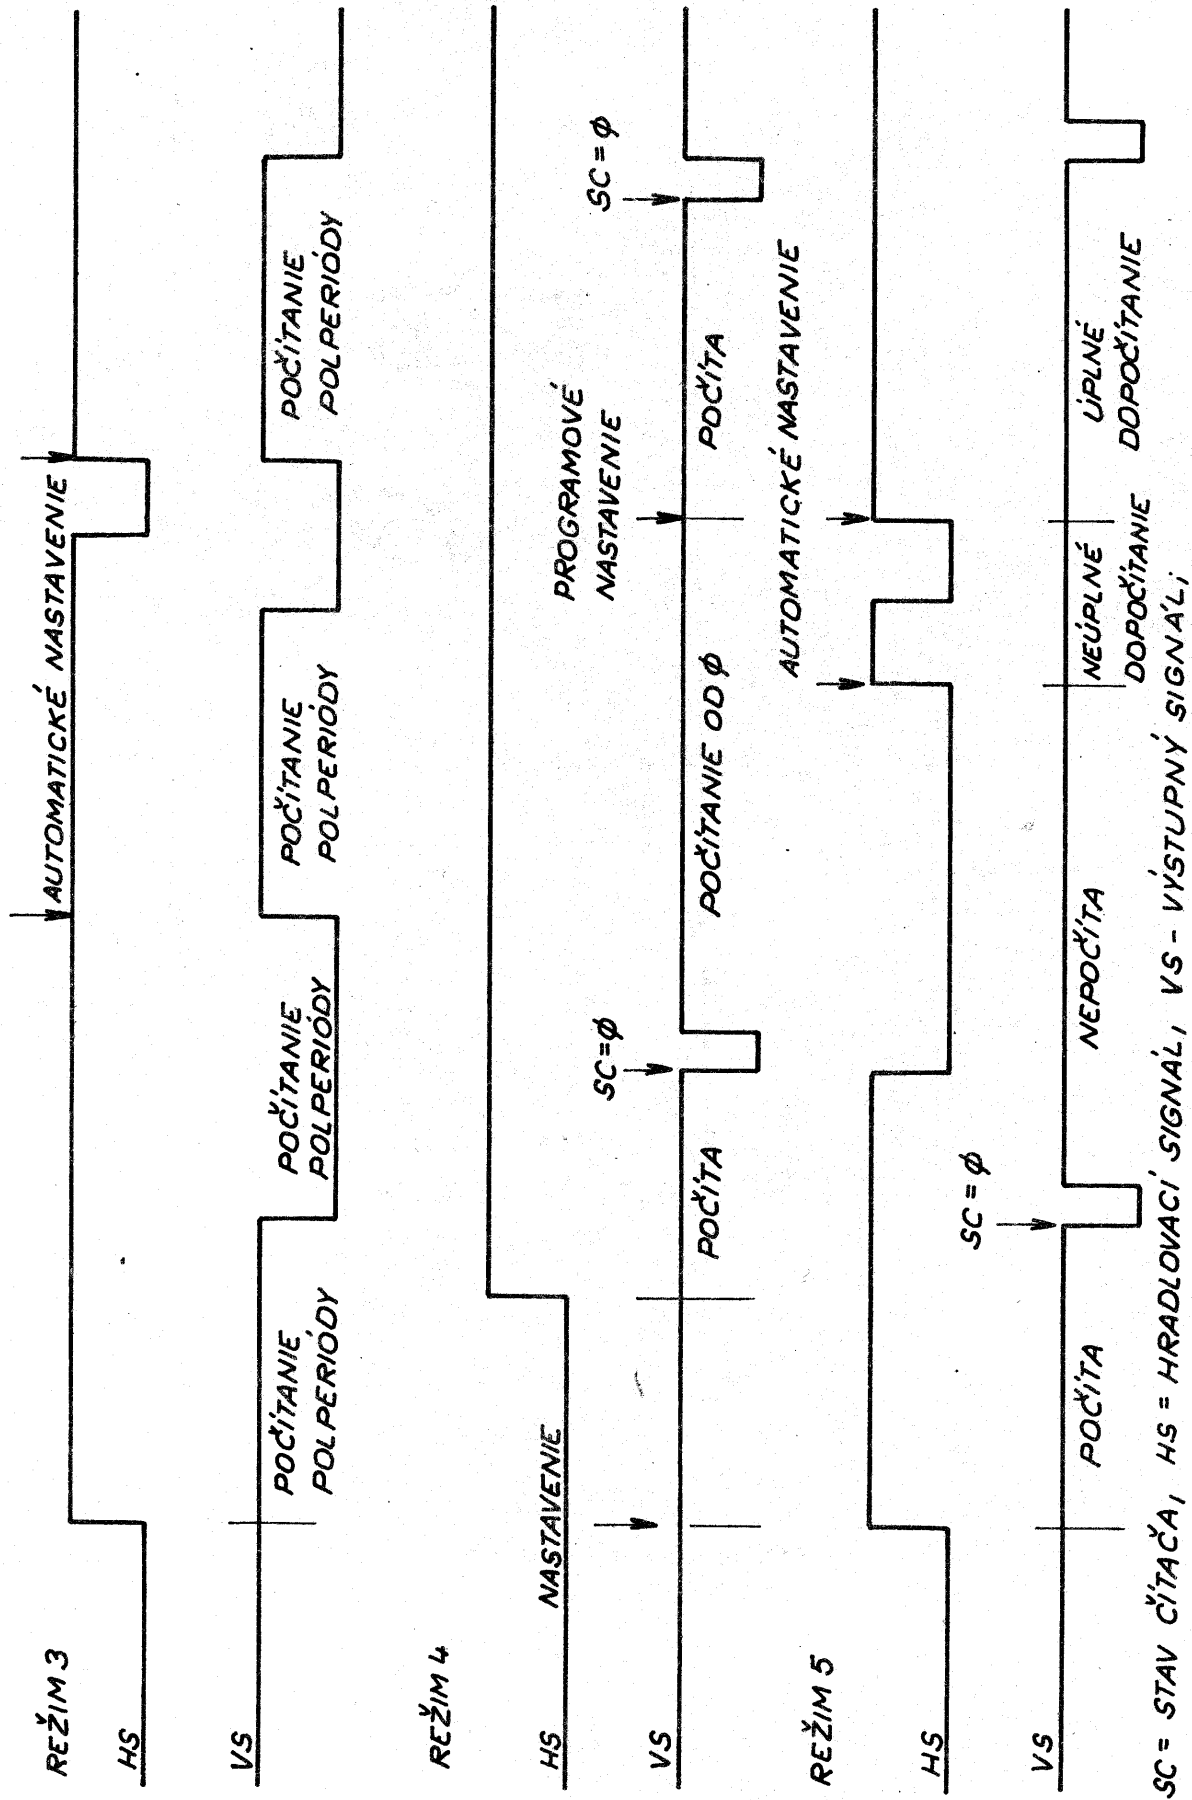 REŽIM 3
HS
AUTOMATICKÉ NASTAVENIE
VS
POČÍTANIE
POLPERIÓDY
POČÍTANIE
POLPERIÓDY
POČÍTANIE
POLPERIÓDY
POČÍTANIE
POLPERIÓDY
REŽIM 4
HS
NASTAVENIE
PROGRAMOVÉ
NASTAVENIE
SC=Ø
SC=Ø
VS
POČÍTA
POČÍTANIE OD Ø
POČÍTA
REŽIM 5
AUTOMATICKÉ NASTAVENIE
HS
SC=Ø
VS
POČÍTA
NEPOČÍTA
NEÚPLNÉ
DOPOČÍTANIE
ÚPLNÉ
DOPOČÍTANIE
SC = STAV ČÍTAČA, HS = HRADLOVACÍ SIGNÁL, VS - VÝSTUPNÝ SIGNÁL;